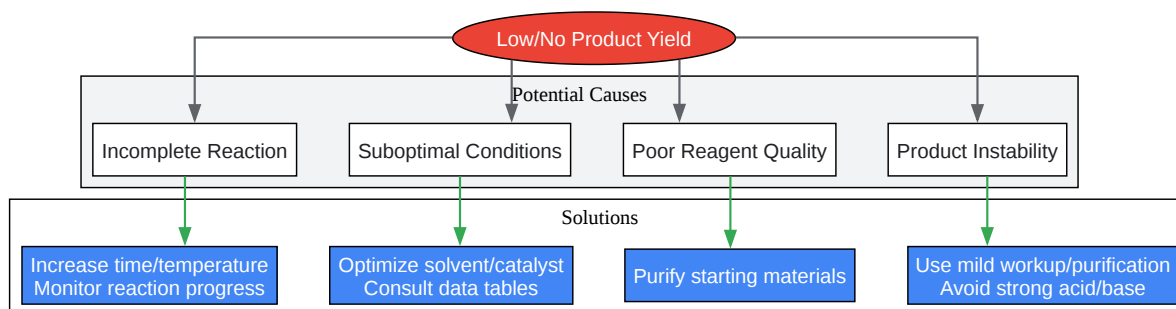 Low/No Product Yield
Potential Causes
Incomplete Reaction
Suboptimal Conditions
Poor Reagent Quality
Product Instability
Solutions
Increase time/temperature
Monitor reaction progress
Optimize solvent/catalyst
Consult data tables
Purify starting materials
Use mild workup/purification
Avoid strong acid/base